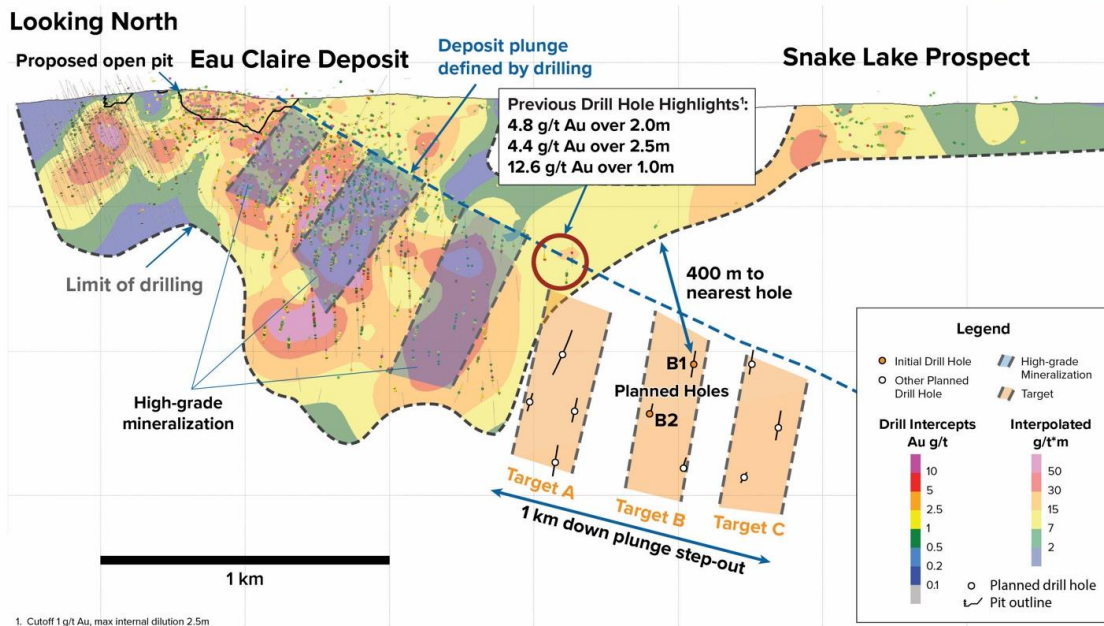 Looking North
Proposed open pit
Eau Claire Deposit
Deposit plunge
defined by drilling
Snake Lake Prospect
Previous Drill Hole Highlights¹:
4.8 g/t Au over 2.0m
4.4 g/t Au over 2.5m
12.6 g/t Au over 1.0m
Limit of drilling
400 m to
nearest hole
High-grade
mineralization
B1
Planned Holes
B2
Target A
Target B
Target C
1 km down plunge step-out
1 km
Legend
Initial Drill Hole
Other Planned
Drill Hole
High-grade
Mineralization
Target
Drill Intercepts
Au g/t
10
5
2.5
1
0.5
0.2
0.1
Interpolated
g/t*m
50
30
15
7
2
Planned drill hole
Pit outline
1. Cutoff 1 g/t Au, max internal dilution 2.5m